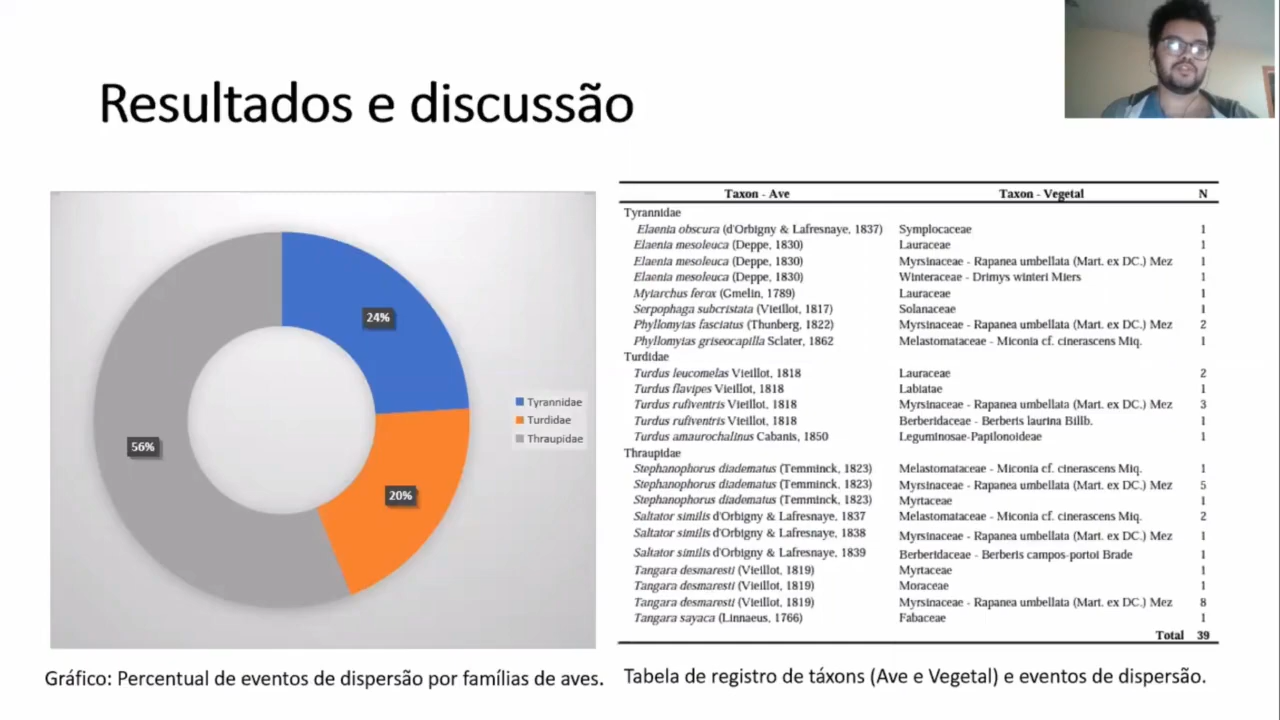 Resultados e discussão
24%
56%
20%
Tyrannidae
Turdidae
Thraupidae
Gráfico: Percentual de eventos de dispersão por famílias de aves.
Taxon - Ave Taxon - Vegetal N
Tyrannidae
Elaenia obscura (d'Orbigny & Lafresnaye, 1837) Symplocaceae 1
Elaenia mesoleuca (Deppe, 1830) Lauraceae 1
Elaenia mesoleuca (Deppe, 1830) Myrsinaceae - Rapanea umbellata (Mart. ex DC.) Mez 1
Elaenia mesoleuca (Deppe, 1830) Winteraceae - Drimys winteri Miers 1
Myiarchus ferox (Gmelin, 1789) Lauraceae 1
Serpophaga subcristata (Vieillot, 1817) Solanaceae 1
Phyllomyias fasciatus (Thunberg, 1822) Myrsinaceae - Rapanea umbellata (Mart. ex DC.) Mez 2
Phyllomyias griseocapilla Sclater, 1862 Melastomataceae - Miconia cf. cinerascens Miq. 1
Turdidae
Turdus leucomelas Vieillot, 1818 Lauraceae 2
Turdus flavipes Vieillot, 1818 Labiatae 1
Turdus rufiventris Vieillot, 1818 Myrsinaceae - Rapanea umbellata (Mart. ex DC.) Mez 3
Turdus rufiventris Vieillot, 1818 Berberidaceae - Berberis laurina Billb. 1
Turdus amaurochalinus Cabanis, 1850 Leguminosae-Papilonoideae 1
Thraupidae
Stephanophorus diadematus (Temminck, 1823) Melastomataceae - Miconia cf. cinerascens Miq. 1
Stephanophorus diadematus (Temminck, 1823) Myrsinaceae - Rapanea umbellata (Mart. ex DC.) Mez 5
Stephanophorus diadematus (Temminck, 1823) Myrtaceae 1
Saltator similis d'Orbigny & Lafresnaye, 1837 Melastomataceae - Miconia cf. cinerascens Miq. 2
Saltator similis d'Orbigny & Lafresnaye, 1838 Myrsinaceae - Rapanea umbellata (Mart. ex DC.) Mez 1
Saltator similis d'Orbigny & Lafresnaye, 1839 Berberidaceae - Berberis campos-portoi Brade 1
Tangara desmaresti (Vieillot, 1819) Myrtaceae 1
Tangara desmaresti (Vieillot, 1819) Moraceae 1
Tangara desmaresti (Vieillot, 1819) Myrsinaceae - Rapanea umbellata (Mart. ex DC.) Mez 8
Tangara sayaca (Linnaeus, 1766) Fabaceae 1
Total 39
Tabela de registro de táxons (Ave e Vegetal) e eventos de dispersão.